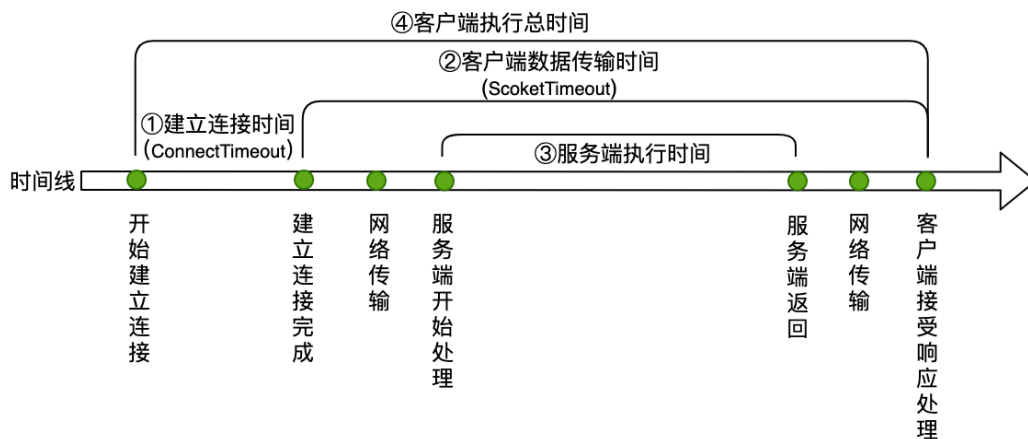 ④客户端执行总时间
②客户端数据传输时间
(ScoketTimeout)
①建立连接时间
(ConnectTimeout)
③服务端执行时间
时间线
开始建立连接
建立连接完成
网络传输
服务端开始处理
服务端返回
网络传输
客户端接受响应处理